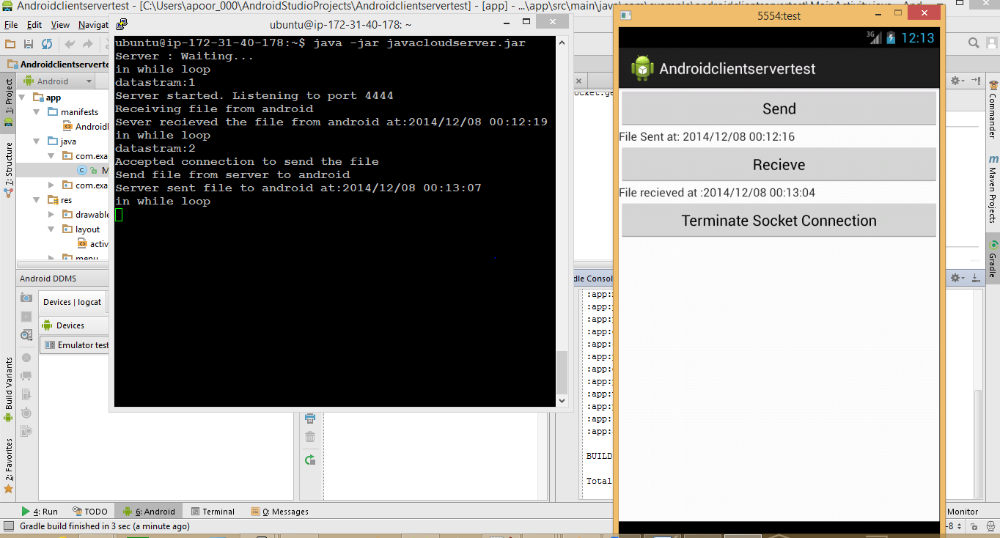 Androidclientservertest - [C:\Users\apoor_000\AndroidStudioProjects\Androidclientservertest] - [app] - ...\app\src\main\java\com\example\androidclientservertest\MainActivity.java - And
File Edit View Navigat
Androidclientserverte
Android
1: Project
7: Structure
Build Variants
2: Favorites
app
manifests
AndroidI
java
com.exa
M
com.exa
res
drawable
layout
activ
menu
Android DDMS
Devices | logcat
Devices
Emulator test
ubuntu@ip-172-31-40-178: ~
ubuntu@ip-172-31-40-178:~$ java -jar javacloudserver.jar
Server : Waiting...
in while loop
datastram:1
Server started. Listening to port 4444
Receiving file from android
Sever recieved the file from android at:2014/12/08 00:12:19
in while loop
datastram:2
Accepted connection to send the file
Send file from server to android
Server sent file to android at:2014/12/08 00:13:07
in while loop
ocket.ge
dle Consol
:app:
:app:
:app:
:app:
:app:
:app:
:app:
:app:
:app:
:app:
:app:
:app:
BUILD
Total
5554:test
3G 12:13
Androidclientservertest
Send
File Sent at: 2014/12/08 00:12:16
Recieve
File recieved at :2014/12/08 00:13:04
Terminate Socket Connection
Commander
Maven Projects
Gradle
4: Run TODO 6: Android Terminal 0: Messages
Monitor
Gradle build finished in 3 sec (a minute ago)
-8